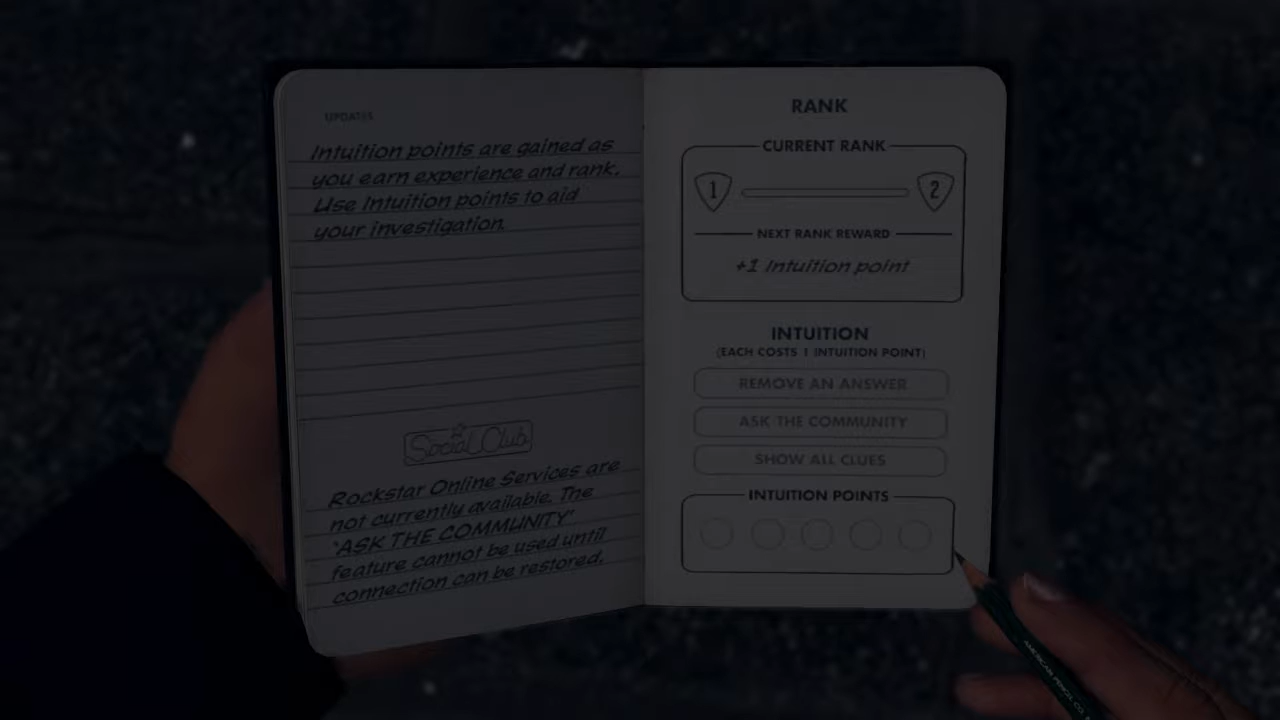 UPDATES
Intuition points are gained as
you earn experience and rank.
Use Intuition points to aid
your investigation.
Social Club
Rockstar Online Services are
not currently available. The
"ASK THE COMMUNITY"
feature cannot be used until
connection can be restored.
RANK
CURRENT RANK
1 2
NEXT RANK REWARD
+1 Intuition point
INTUITION
(EACH COSTS 1 INTUITION POINT)
REMOVE AN ANSWER
ASK THE COMMUNITY
SHOW ALL CLUES
INTUITION POINTS
AMERICAN PENCIL CO.